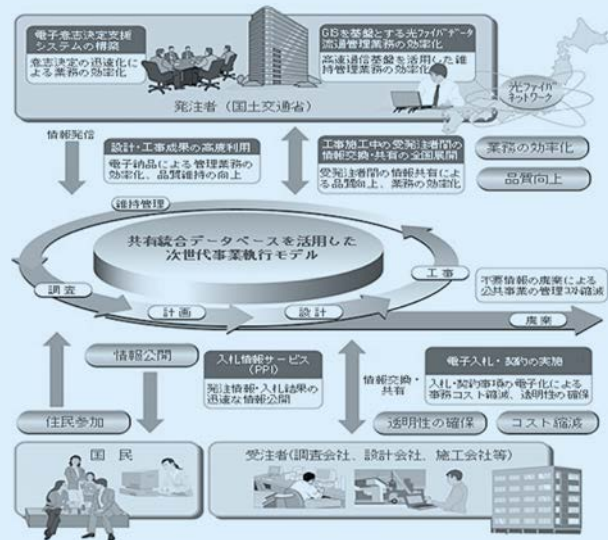 電子意志決定支援
システムの構築
意志決定の迅速化に
よる業務の効率化
GISを基盤とする光ファイバデータ
流通管理業務の効率化
高速通信基盤を活用した維
持管理業務の効率化
発注者（国土交通省）
光ファイバ
ネットワーク
情報発信
設計・工事成果の高度利用
電子納品による管理業務の
効率化、品質維持の向上
工事施工中の受発注者間の
情報交換・共有の全国展開
受発注者間の情報共有によ
る品質向上、業務の効率化
業務の効率化
品質向上
維持管理
共有統合データベースを活用した
次世代事業執行モデル
調査
計画
設計
工事
不要情報の廃棄による
公共事業の管理コスト縮減
廃棄
情報公開
入札情報サービス
(PPI)
発注情報・入札結果の
迅速な情報公開
情報交換・
共有
電子入札・契約の実施
入札・契約事項の電子化による
事務コスト縮減、透明性の確保
住民参加
透明性の確保
コスト縮減
国民
受注者(調査会社、設計会社、施工会社等)